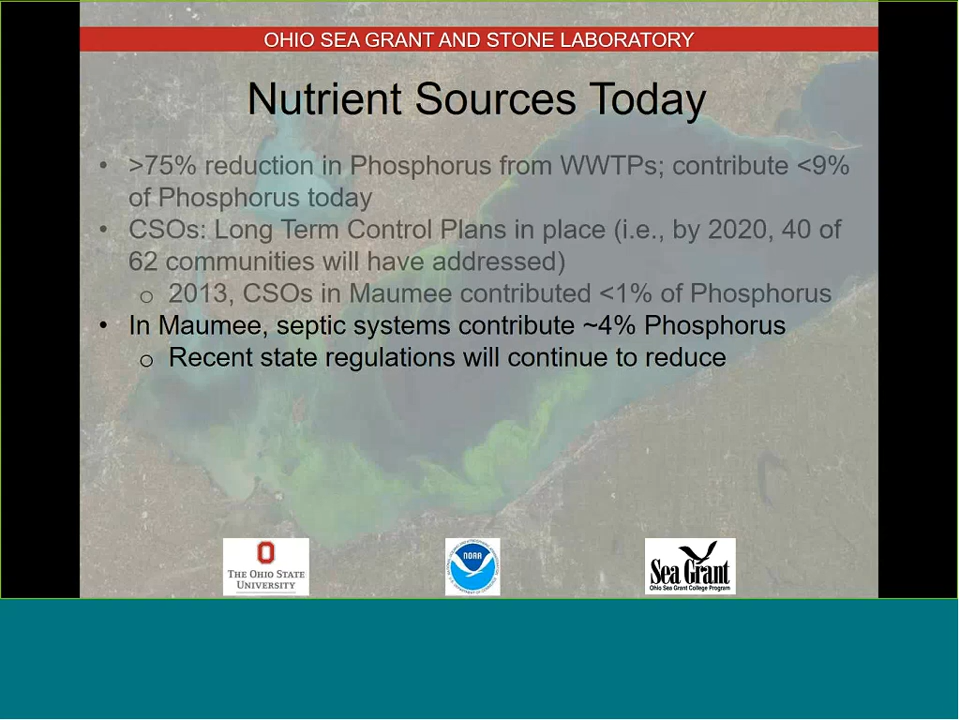 OHIO SEA GRANT AND STONE LABORATORY
Nutrient Sources Today
• >75% reduction in Phosphorus from WWTPs; contribute <9%
of Phosphorus today
• CSOs: Long Term Control Plans in place (i.e., by 2020, 40 of
62 communities will have addressed)
o 2013, CSOs in Maumee contributed <1% of Phosphorus
• In Maumee, septic systems contribute ~4% Phosphorus
o Recent state regulations will continue to reduce
THE OHIO STATE
UNIVERSITY
NOAA
Sea Grant
Ohio Sea Grant College Program